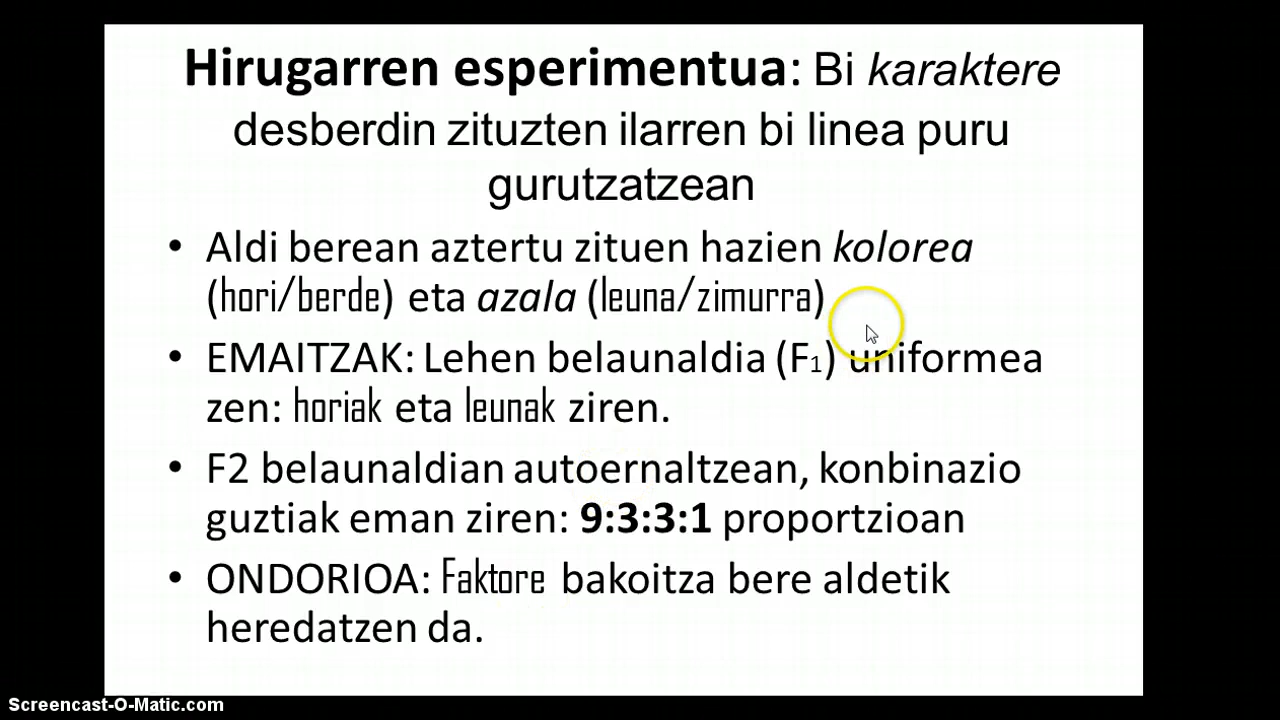 Hirugarren esperimentua: Bi karaktere
desberdin zituzten ilarren bi linea puru
gurutzatzean
• Aldi berean aztertu zituen hazien kolorea
(hori/berde) eta azala (leuna/zimurra)
• EMAITZAK: Lehen belaunaldia (F₁) uniformea
zen: horiak eta leunak ziren.
• F2 belaunaldian autoernaltzean, konbinazio
guztiak eman ziren: 9:3:3:1 proportzioan
• ONDORIOA: Faktore bakoitza bere aldetik
heredatzen da.
Screencast-O-Matic.com